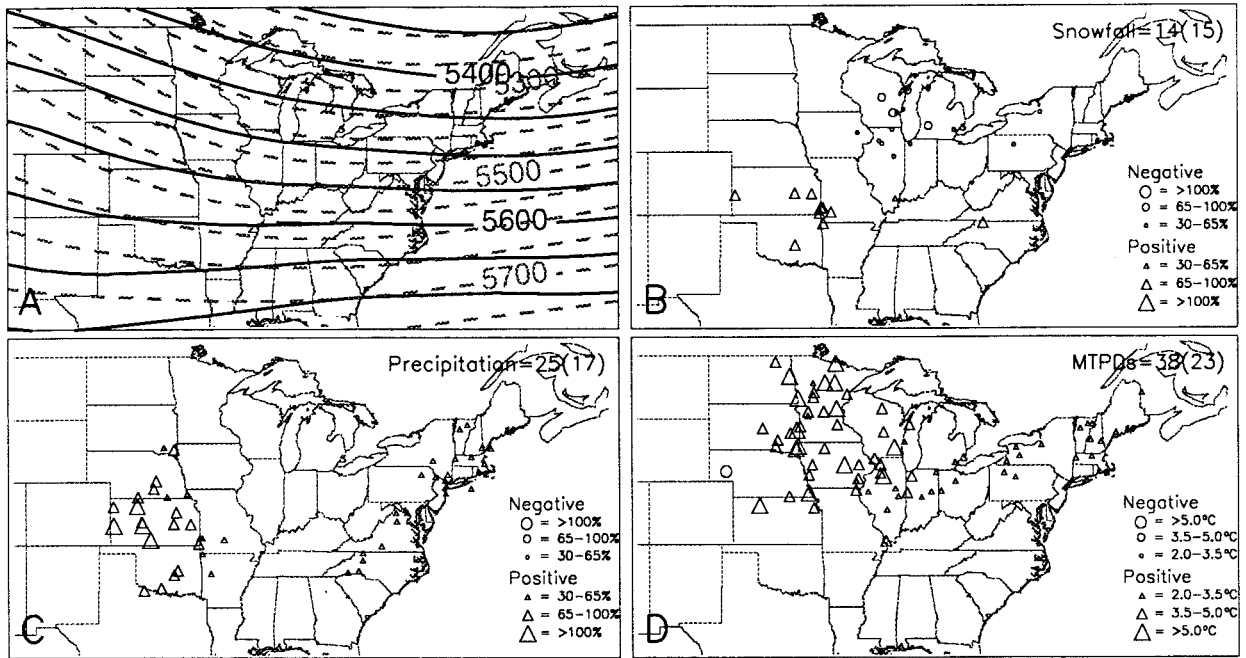 5400
5300
5500
5600
5700
A
Snowfall=14(15)
Negative
= >100%
= 65-100%
= 30-65%
Positive
= 30-65%
= 65-100%
= >100%
B
Precipitation=25(17)
Negative
= >100%
= 65-100%
= 30-65%
Positive
= 30-65%
= 65-100%
= >100%
C
MTPDs=38(23)
Negative
= >5.0°C
= 3.5-5.0°C
= 2.0-3.5°C
Positive
= 2.0-3.5°C
= 3.5-5.0°C
= >5.0°C
D